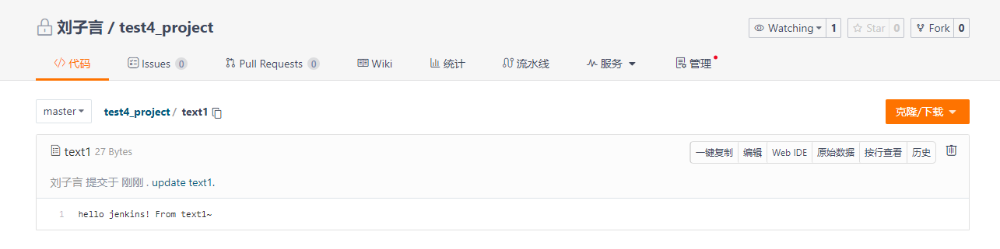 刘子言 / test4_project
Watching 1 Star 0 Fork 0
代码 Issues 0 Pull Requests 0 Wiki 统计 流水线 服务 管理
master test4_project / text1 克隆/下载
text1 27 Bytes 一键复制 编辑 Web IDE 原始数据 按行查看 历史
刘子言 提交于 刚刚 . update text1.
1 hello jenkins! From text1~